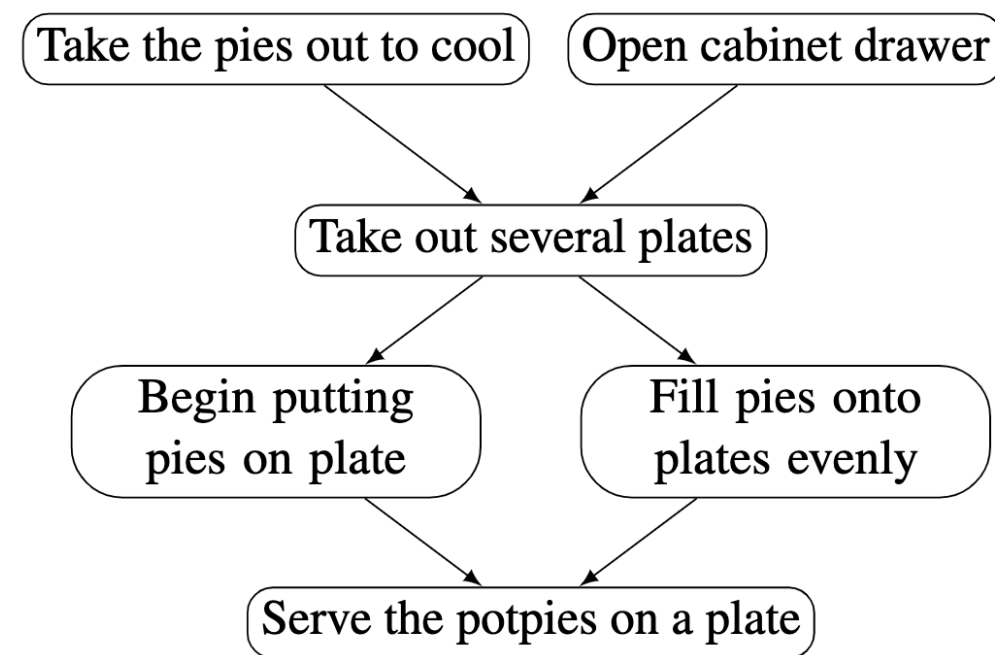 Take the pies out to cool
Open cabinet drawer
Take out several plates
Begin putting
pies on plate
Fill pies onto
plates evenly
Serve the potpies on a plate